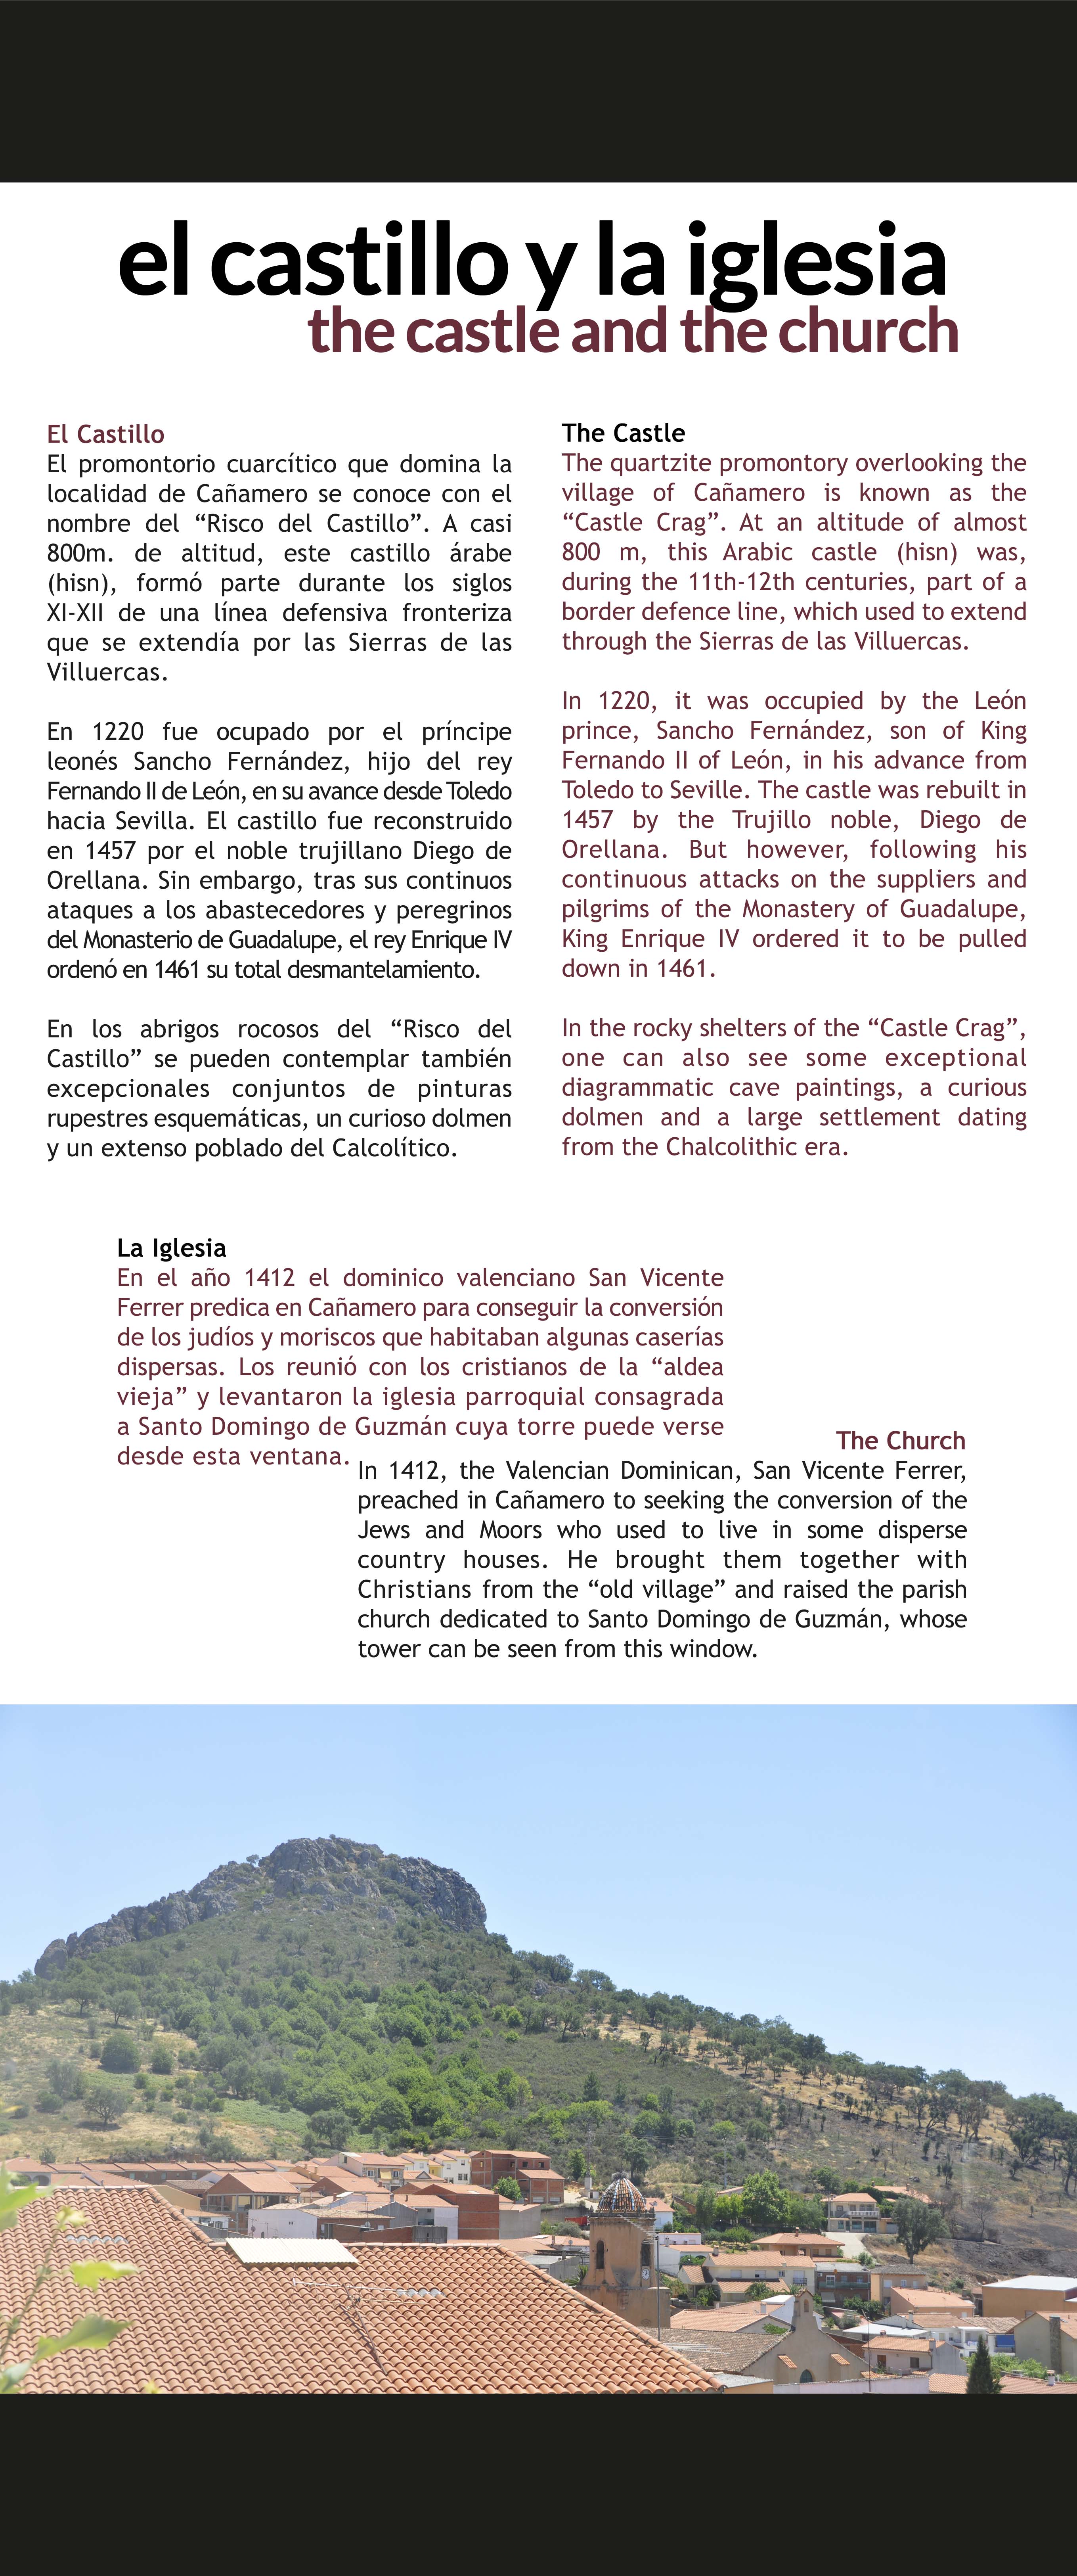 el castillo y la iglesia
the castle and the church
El Castillo
El promontorio cuarcítico que domina la
localidad de Cañamero se conoce con el
nombre del “Risco del Castillo”. A casi
800m. de altitud, este castillo árabe
(hisn), formó parte durante los siglos
XI-XII de una línea defensiva fronteriza
que se extendía por las Sierras de las
Villuercas.
En 1220 fue ocupado por el príncipe
leonés Sancho Fernández, hijo del rey
Fernando II de León, en su avance desde Toledo
hacia Sevilla. El castillo fue reconstruido
en 1457 por el noble trujillano Diego de
Orellana. Sin embargo, tras sus continuos
ataques a los abastecedores y peregrinos
del Monasterio de Guadalupe, el rey Enrique IV
ordenó en 1461 su total desmantelamiento.
En los abrigos rocosos del “Risco del
Castillo” se pueden contemplar también
excepcionales conjuntos de pinturas
rupestres esquemáticas, un curioso dolmen
y un extenso poblado del Calcolítico.
The Castle
The quartzite promontory overlooking the
village of Cañamero is known as the
“Castle Crag”. At an altitude of almost
800 m, this Arabic castle (hisn) was,
during the 11th-12th centuries, part of a
border defence line, which used to extend
through the Sierras de las Villuercas.
In 1220, it was occupied by the León
prince, Sancho Fernández, son of King
Fernando II of León, in his advance from
Toledo to Seville. The castle was rebuilt in
1457 by the Trujillo noble, Diego de
Orellana. But however, following his
continuous attacks on the suppliers and
pilgrims of the Monastery of Guadalupe,
King Enrique IV ordered it to be pulled
down in 1461.
In the rocky shelters of the “Castle Crag”,
one can also see some exceptional
diagrammatic cave paintings, a curious
dolmen and a large settlement dating
from the Chalcolithic era.
La Iglesia
En el año 1412 el dominico valenciano San Vicente
Ferrer predica en Cañamero para conseguir la conversión
de los judíos y moriscos que habitaban algunas caserías
dispersas. Los reunió con los cristianos de la “aldea
vieja” y levantaron la iglesia parroquial consagrada
a Santo Domingo de Guzmán cuya torre puede verse
desde esta ventana.
The Church
In 1412, the Valencian Dominican, San Vicente Ferrer,
preached in Cañamero to seeking the conversion of the
Jews and Moors who used to live in some disperse
country houses. He brought them together with
Christians from the “old village” and raised the parish
church dedicated to Santo Domingo de Guzmán, whose
tower can be seen from this window.